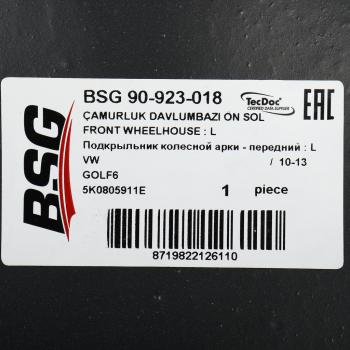 BSG
BSG 90-923-018
TecDoc
CERTIFIED DATA SUPPLIER
EAC
ÇAMURLUK DAVLUMBAZI ÖN SOL
FRONT WHEELHOUSE : L
Подкрыльник колесной арки - передний : L
VW / 10-13
GOLF6
5K0805911E 1 piece
8719822126110